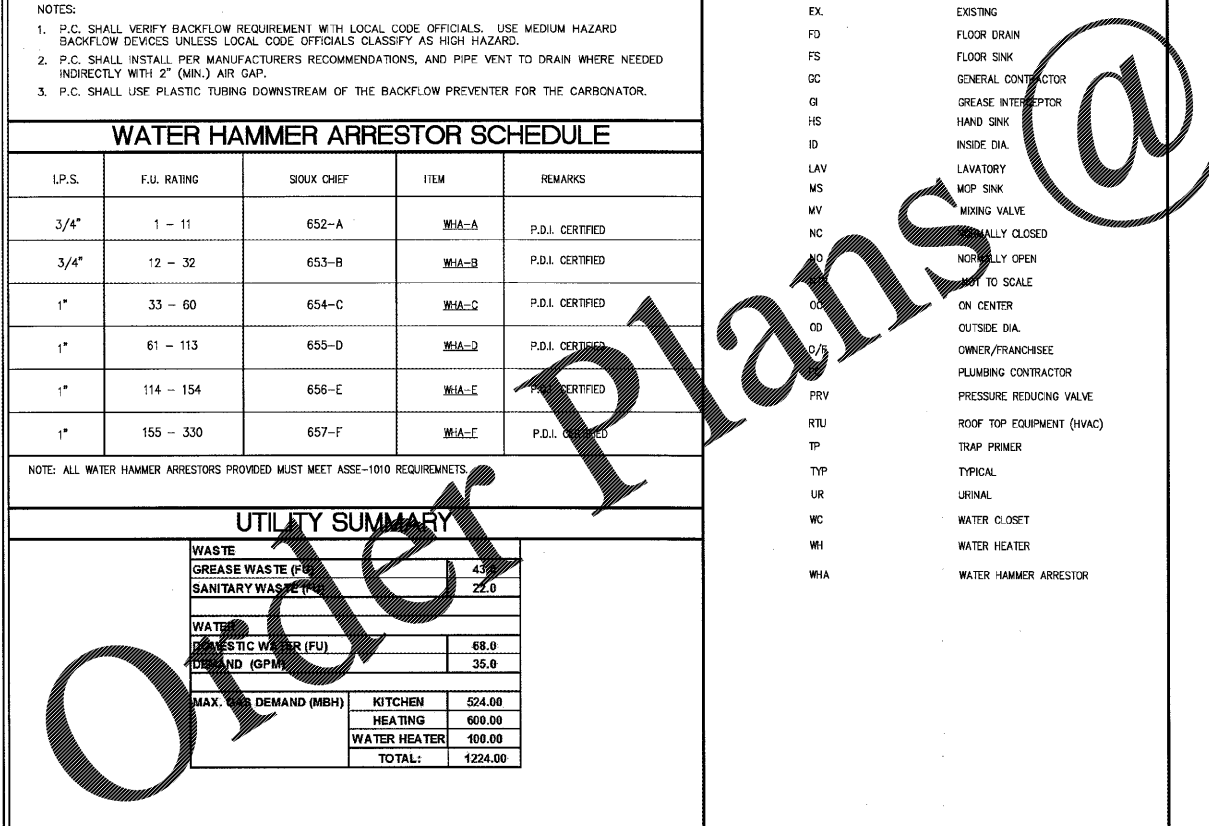 NOTES:
1. P.C. SHALL VERIFY BACKFLOW REQUIREMENT WITH LOCAL CODE OFFICIALS. USE MEDIUM HAZARD
BACKFLOW DEVICES UNLESS LOCAL CODE OFFICIALS CLASSIFY AS HIGH HAZARD.
2. P.C. SHALL INSTALL PER MANUFACTURERS RECOMMENDATIONS, AND PIPE VENT TO DRAIN WHERE NEEDED
INDIRECTLY WITH 2" (MIN.) AIR GAP.
3. P.C. SHALL USE PLASTIC TUBING DOWNSTREAM OF THE BACKFLOW PREVENTER FOR THE CARBONATOR.
WATER HAMMER ARRESTOR SCHEDULE
I.P.S. F.U. RATING SIOUX CHIEF ITEM REMARKS
3/4" 1 - 11 652-A WHA-A P.D.I. CERTIFIED
3/4" 12 - 32 653-B WHA-B P.D.I. CERTIFIED
1" 33 - 60 654-C WHA-C P.D.I. CERTIFIED
1" 61 - 113 655-D WHA-D P.D.I. CERTIFIED
1" 114 - 154 656-E WHA-E P.D.I. CERTIFIED
1" 155 - 330 657-F WHA-F P.D.I. CERTIFIED
NOTE: ALL WATER HAMMER ARRESTORS PROVIDED MUST MEET ASSE-1010 REQUIREMNETS.
UTILITY SUMMARY
WASTE
GREASE WASTE (FU)
SANITARY WASTE (FU) 22.0
WATER
DOMESTIC WATER (FU) 68.0
DEMAND (GPM) 35.0
MAX. GAS DEMAND (MBH) KITCHEN 524.00
HEATING 600.00
WATER HEATER 100.00
TOTAL: 1224.00
EX. EXISTING
FD FLOOR DRAIN
FS FLOOR SINK
GC GENERAL CONTRACTOR
GI GREASE INTERCEPTOR
HS HAND SINK
ID INSIDE DIA.
LAV LAVATORY
MS MOP SINK
MV MIXING VALVE
NC NORMALLY CLOSED
NO NORMALLY OPEN
NOT TO SCALE
OC ON CENTER
OD OUTSIDE DIA.
O/F OWNER/FRANCHISEE
PC PLUMBING CONTRACTOR
PRV PRESSURE REDUCING VALVE
RTU ROOF TOP EQUIPMENT (HVAC)
TP TRAP PRIMER
TYP TYPICAL
UR URINAL
WC WATER CLOSET
WH WATER HEATER
WHA WATER HAMMER ARRESTOR
Order Plans @